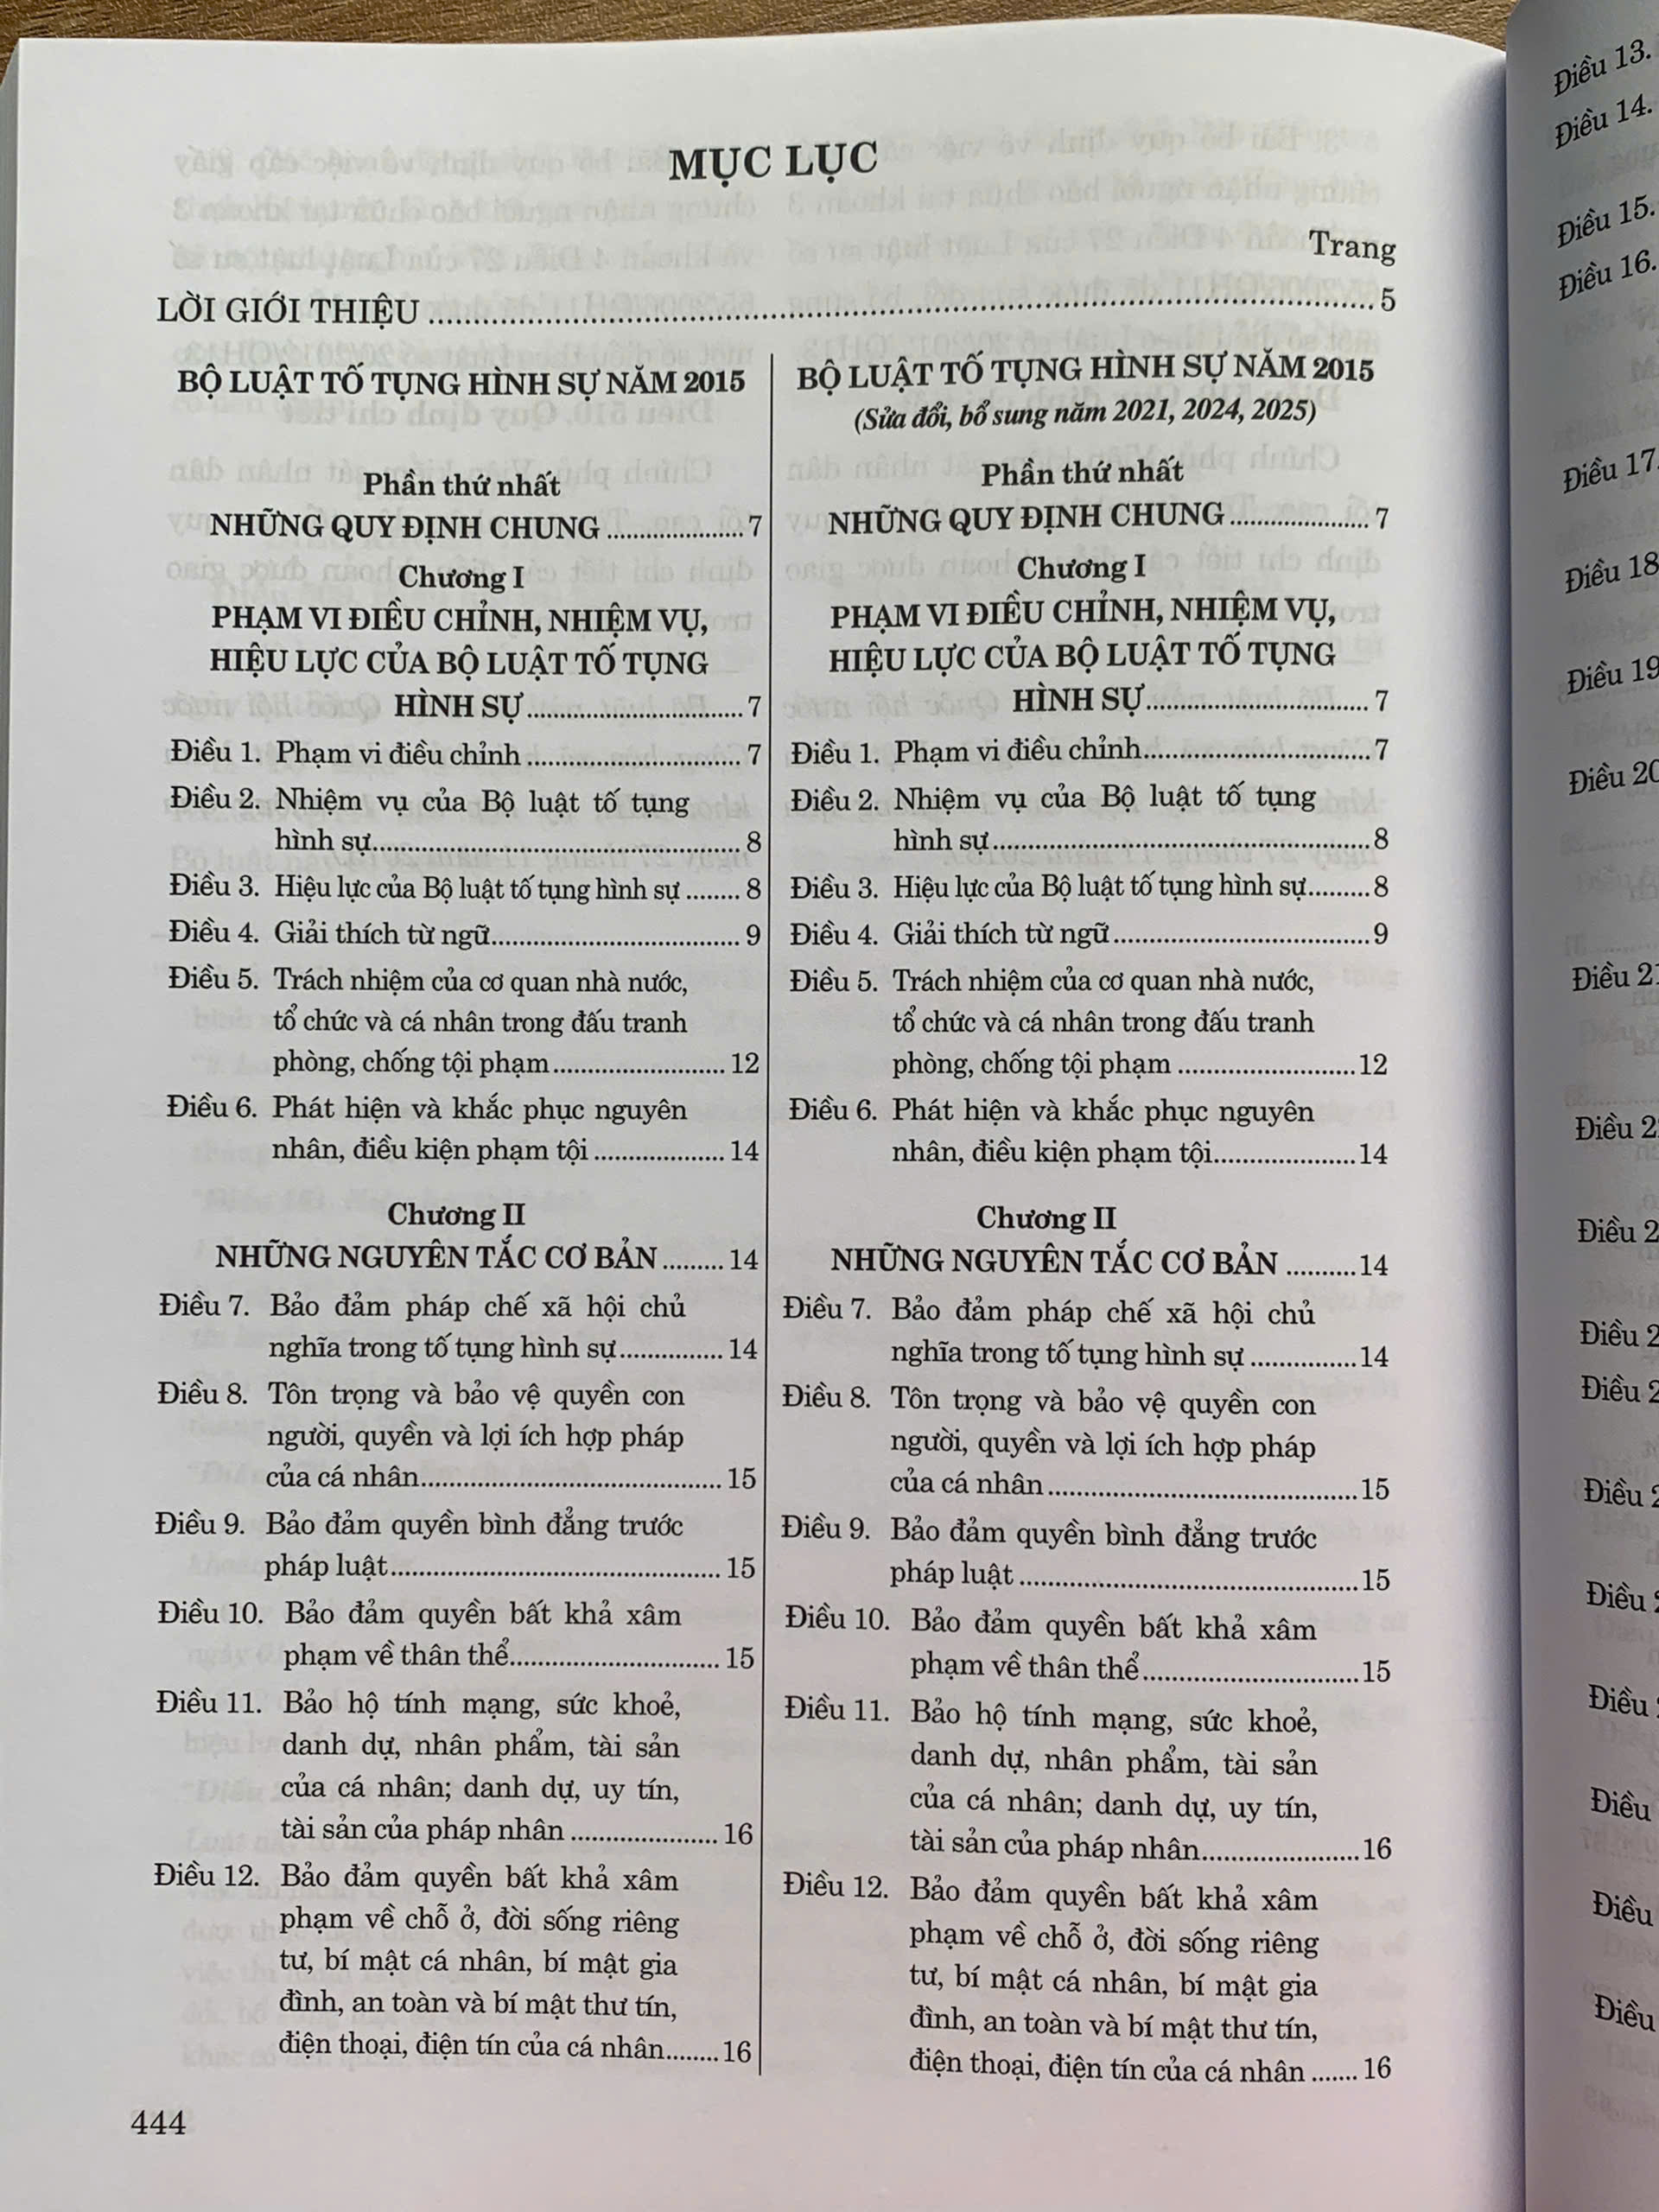 MỤC LỤC
Trang
LỜI GIỚI THIỆU ........ 5
BỘ LUẬT TỐ TỤNG HÌNH SỰ NĂM 2015
Phần thứ nhất
NHỮNG QUY ĐỊNH CHUNG ........ 7
Chương I
PHẠM VI ĐIỀU CHỈNH, NHIỆM VỤ,
HIỆU LỰC CỦA BỘ LUẬT TỐ TỤNG
HÌNH SỰ ........ 7
Điều 1. Phạm vi điều chỉnh ........ 7
Điều 2. Nhiệm vụ của Bộ luật tố tụng
hình sự ........ 8
Điều 3. Hiệu lực của Bộ luật tố tụng hình sự ........ 8
Điều 4. Giải thích từ ngữ ........ 9
Điều 5. Trách nhiệm của cơ quan nhà nước,
tổ chức và cá nhân trong đấu tranh
phòng, chống tội phạm ........ 12
Điều 6. Phát hiện và khắc phục nguyên
nhân, điều kiện phạm tội ........ 14
Chương II
NHỮNG NGUYÊN TẮC CƠ BẢN ........ 14
Điều 7. Bảo đảm pháp chế xã hội chủ
nghĩa trong tố tụng hình sự ........ 14
Điều 8. Tôn trọng và bảo vệ quyền con
người, quyền và lợi ích hợp pháp
của cá nhân ........ 15
Điều 9. Bảo đảm quyền bình đẳng trước
pháp luật ........ 15
Điều 10. Bảo đảm quyền bất khả xâm
phạm về thân thể ........ 15
Điều 11. Bảo hộ tính mạng, sức khoẻ,
danh dự, nhân phẩm, tài sản
của cá nhân; danh dự, uy tín,
tài sản của pháp nhân ........ 16
Điều 12. Bảo đảm quyền bất khả xâm
phạm về chỗ ở, đời sống riêng
tư, bí mật cá nhân, bí mật gia
đình, an toàn và bí mật thư tín,
điện thoại, điện tín của cá nhân ........ 16
BỘ LUẬT TỐ TỤNG HÌNH SỰ NĂM 2015
(Sửa đổi, bổ sung năm 2021, 2024, 2025)
Phần thứ nhất
NHỮNG QUY ĐỊNH CHUNG ........ 7
Chương I
PHẠM VI ĐIỀU CHỈNH, NHIỆM VỤ,
HIỆU LỰC CỦA BỘ LUẬT TỐ TỤNG
HÌNH SỰ ........ 7
Điều 1. Phạm vi điều chỉnh ........ 7
Điều 2. Nhiệm vụ của Bộ luật tố tụng
hình sự ........ 8
Điều 3. Hiệu lực của Bộ luật tố tụng hình sự ........ 8
Điều 4. Giải thích từ ngữ ........ 9
Điều 5. Trách nhiệm của cơ quan nhà nước,
tổ chức và cá nhân trong đấu tranh
phòng, chống tội phạm ........ 12
Điều 6. Phát hiện và khắc phục nguyên
nhân, điều kiện phạm tội ........ 14
Chương II
NHỮNG NGUYÊN TẮC CƠ BẢN ........ 14
Điều 7. Bảo đảm pháp chế xã hội chủ
nghĩa trong tố tụng hình sự ........ 14
Điều 8. Tôn trọng và bảo vệ quyền con
người, quyền và lợi ích hợp pháp
của cá nhân ........ 15
Điều 9. Bảo đảm quyền bình đẳng trước
pháp luật ........ 15
Điều 10. Bảo đảm quyền bất khả xâm
phạm về thân thể ........ 15
Điều 11. Bảo hộ tính mạng, sức khoẻ,
danh dự, nhân phẩm, tài sản
của cá nhân; danh dự, uy tín,
tài sản của pháp nhân ........ 16
Điều 12. Bảo đảm quyền bất khả xâm
phạm về chỗ ở, đời sống riêng
tư, bí mật cá nhân, bí mật gia
đình, an toàn và bí mật thư tín,
điện thoại, điện tín của cá nhân ........ 16
444
Điều 13.
Điều 14.
Điều 15.
Điều 16.
Điều 17.
Điều 18
Điều 19
Điều 20
Điều 21
Điều 2
Điều 2
Điều 2
Điều 2
Điều 2
Điều
Điều
Điều
Điều
Điều